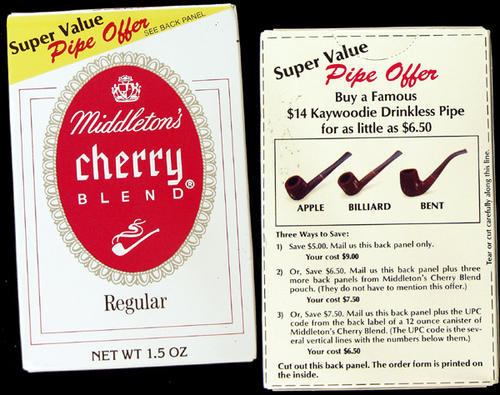 Super Value
Pipe Offer
SEE BACK PANEL
Middleton's
cherry
BLEND®
Regular
NET WT 1.5 OZ
Super Value
Pipe Offer
Buy a Famous
$14 Kaywoodie Drinkless Pipe
for as little as $6.50
APPLE BILLIARD BENT
Three Ways to Save:
1) Save $5.00. Mail us this back panel only.
Your cost $9.00
2) Or, Save $6.50. Mail us this back panel plus three
more back panels from Middleton's Cherry Blend
pouch. (They do not have to mention this offer.)
Your cost $7.50
3) Or, Save $7.50. Mail us this back panel plus the UPC
code from the back label of a 12 ounce canister of
Middleton's Cherry Blend. (The UPC code is the sev-
eral vertical lines with the numbers below them.)
Your cost $6.50
Cut out this back panel. The order form is printed on
the inside.
Tear or cut carefully along this line.